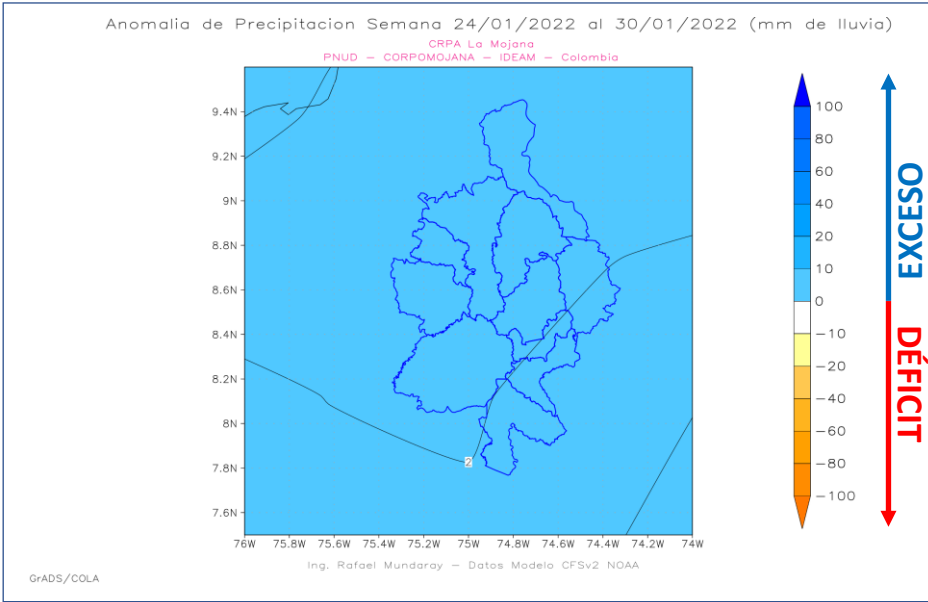 Anomalia de Precipitacion Semana 24/01/2022 al 30/01/2022 (mm de lluvia)
CRPA La Mojana
PNUD – CORPOMOJANA – IDEAM – Colombia
9.4N
9.2N
9N
8.8N
8.6N
8.4N
8.2N
8N
7.8N
7.6N
2
76W 75.8W 75.6W 75.4W 75.2W 75W 74.8W 74.6W 74.4W 74.2W 74W
100
80
60
40
20
10
0
−10
−20
−40
−60
−80
−100
EXCESO
DÉFICIT
Ing. Rafael Mundaray – Datos Modelo CFSv2 NOAA
GrADS/COLA